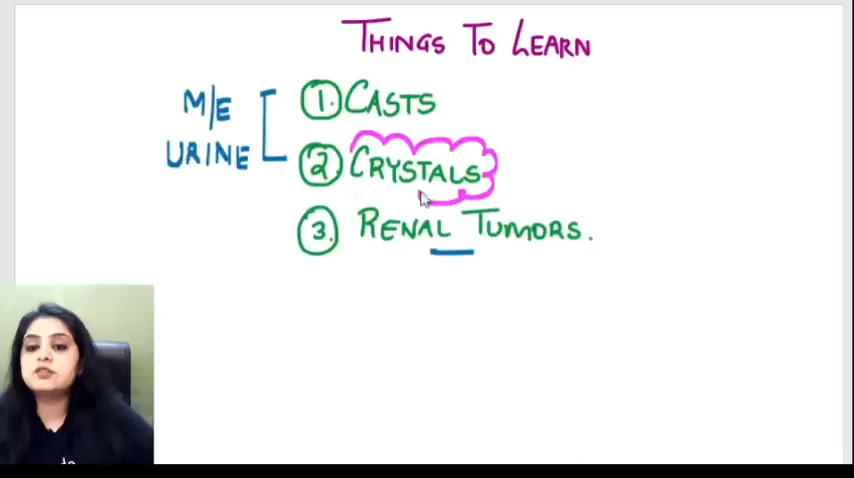 THINGS TO LEARN
M/E
URINE
1. CASTS
2 CRYSTALS
3. RENAL TUMORS.